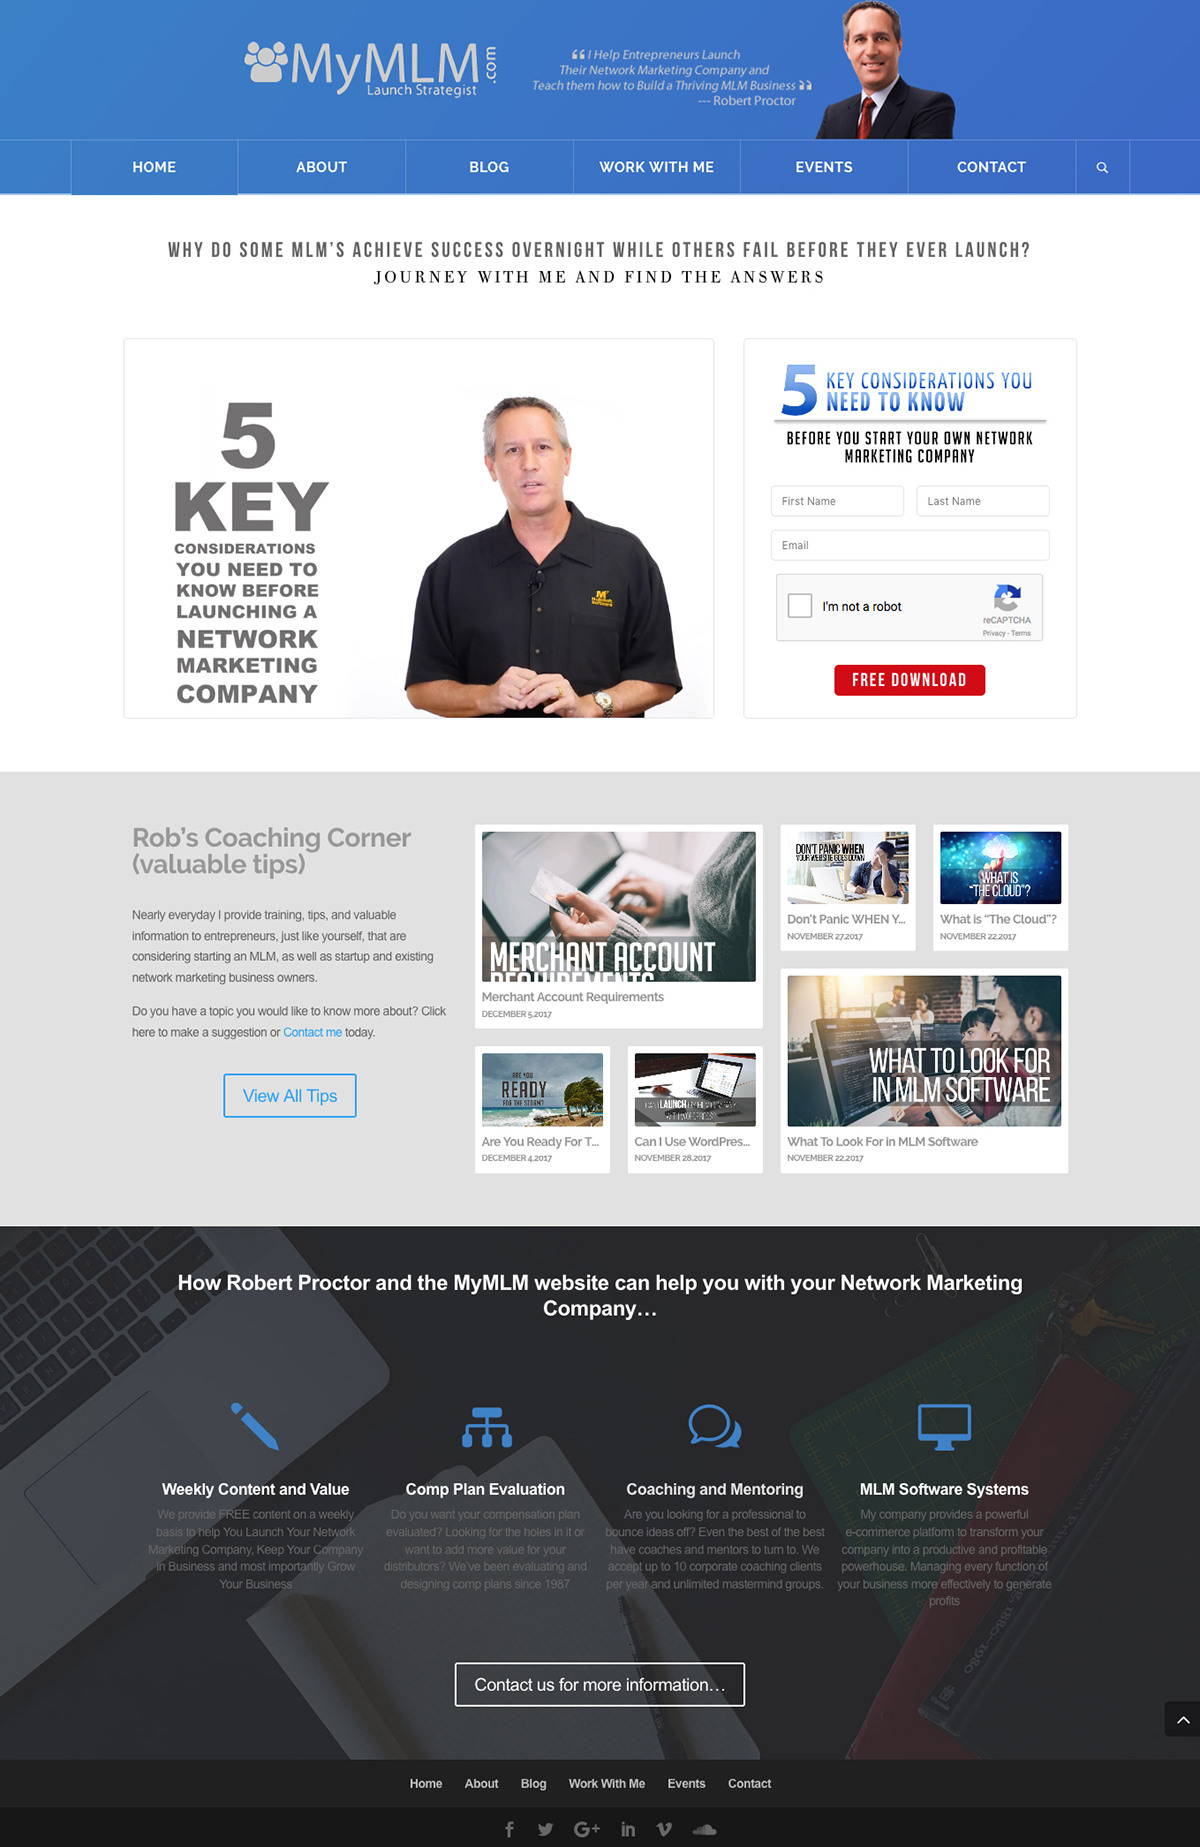 MyMLM.com
Launch Strategist
❝ I Help Entrepreneurs Launch
Their Network Marketing Company and
Teach them how to Build a Thriving MLM Business ❞
--- Robert Proctor
HOME
ABOUT
BLOG
WORK WITH ME
EVENTS
CONTACT
WHY DO SOME MLM'S ACHIEVE SUCCESS OVERNIGHT WHILE OTHERS FAIL BEFORE THEY EVER LAUNCH?
JOURNEY WITH ME AND FIND THE ANSWERS
5
KEY
CONSIDERATIONS
YOU NEED TO
KNOW BEFORE
LAUNCHING A
NETWORK
MARKETING
COMPANY
5 KEY CONSIDERATIONS YOU
NEED TO KNOW
BEFORE YOU START YOUR OWN NETWORK
MARKETING COMPANY
First Name
Last Name
Email
I'm not a robot
reCAPTCHA
Privacy - Terms
FREE DOWNLOAD
Rob's Coaching Corner
(valuable tips)
Nearly everyday I provide training, tips, and valuable
information to entrepreneurs, just like yourself, that are
considering starting an MLM, as well as startup and existing
network marketing business owners.
Do you have a topic you would like to know more about? Click
here to make a suggestion or Contact me today.
View All Tips
MERCHANT ACCOUNT
REQUIREMENTS
Merchant Account Requirements
DECEMBER 5,2017
DON'T PANIC WHEN
YOUR WEBSITE GOES DOWN
Don't Panic WHEN Y...
NOVEMBER 27,2017
WHAT IS
"THE CLOUD"?
What is "The Cloud"?
NOVEMBER 22,2017
ARE YOU
READY
FOR THE STORM?
Are You Ready For T...
DECEMBER 4,2017
Can I Use WordPres...
NOVEMBER 28,2017
WHAT TO LOOK FOR
IN MLM SOFTWARE
What To Look For in MLM Software
NOVEMBER 22,2017
How Robert Proctor and the MyMLM website can help you with your Network Marketing
Company...
Weekly Content and Value
We provide FREE content on a weekly
basis to help You Launch Your Network
Marketing Company, Keep Your Company
in Business and most importantly Grow
Your Business
Comp Plan Evaluation
Do you want your compensation plan
evaluated? Looking for the holes in it or
want to add more value for your
distributors? We've been evaluating and
designing comp plans since 1987
Coaching and Mentoring
Are you looking for a professional to
bounce ideas off? Even the best of the best
have coaches and mentors to turn to. We
accept up to 10 corporate coaching clients
per year and unlimited mastermind groups.
MLM Software Systems
My company provides a powerful
e-commerce platform to transform your
company into a productive and profitable
powerhouse. Managing every function of
your business more effectively to generate
profits
OMNIMAT
1880-1980
Contact us for more information...
Home
About
Blog
Work With Me
Events
Contact